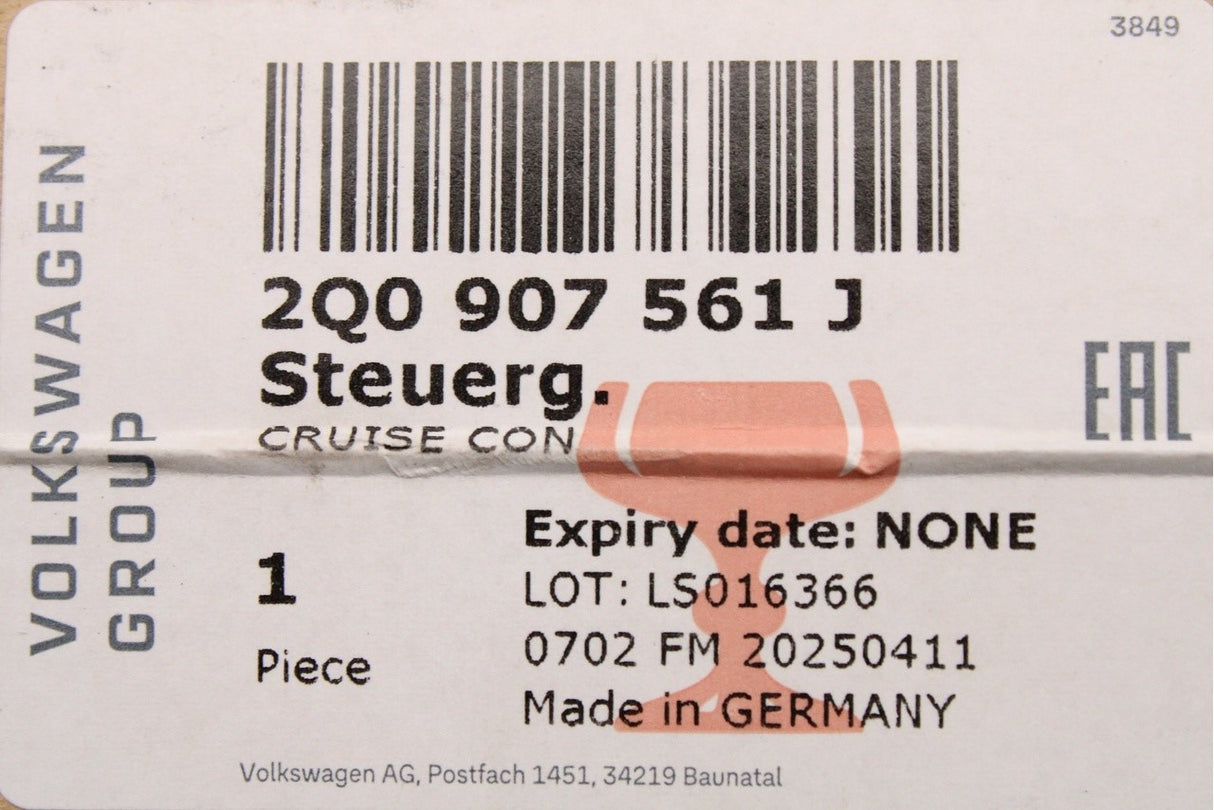 3849
VOLKSWAGEN
GROUP
2Q0 907 561 J
Steuerg.
CRUISE CON
EAC
1
Piece
Expiry date: NONE
LOT: LS016366
0702 FM 20250411
Made in GERMANY
Volkswagen AG, Postfach 1451, 34219 Baunatal